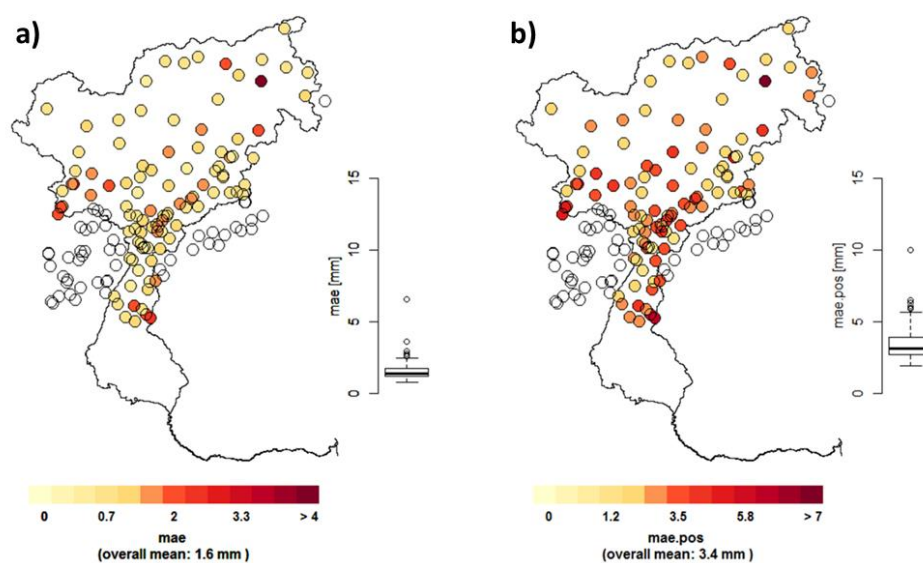 a)
15
10
5
0
mae [mm]
0 0.7 2 3.3 > 4
mae
(overall mean: 1.6 mm )
b)
15
10
5
0
mae.pos [mm]
0 1.2 3.5 5.8 > 7
mae.pos
(overall mean: 3.4 mm )